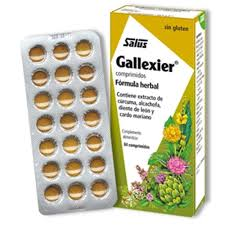 sin gluten
Salus
Gallexier®
comprimidos
Fórmula herbal
Contiene extracto de
cúrcuma, alcachofa,
diente de león y
cardo mariano
Complemento
alimenticio
84 comprimidos